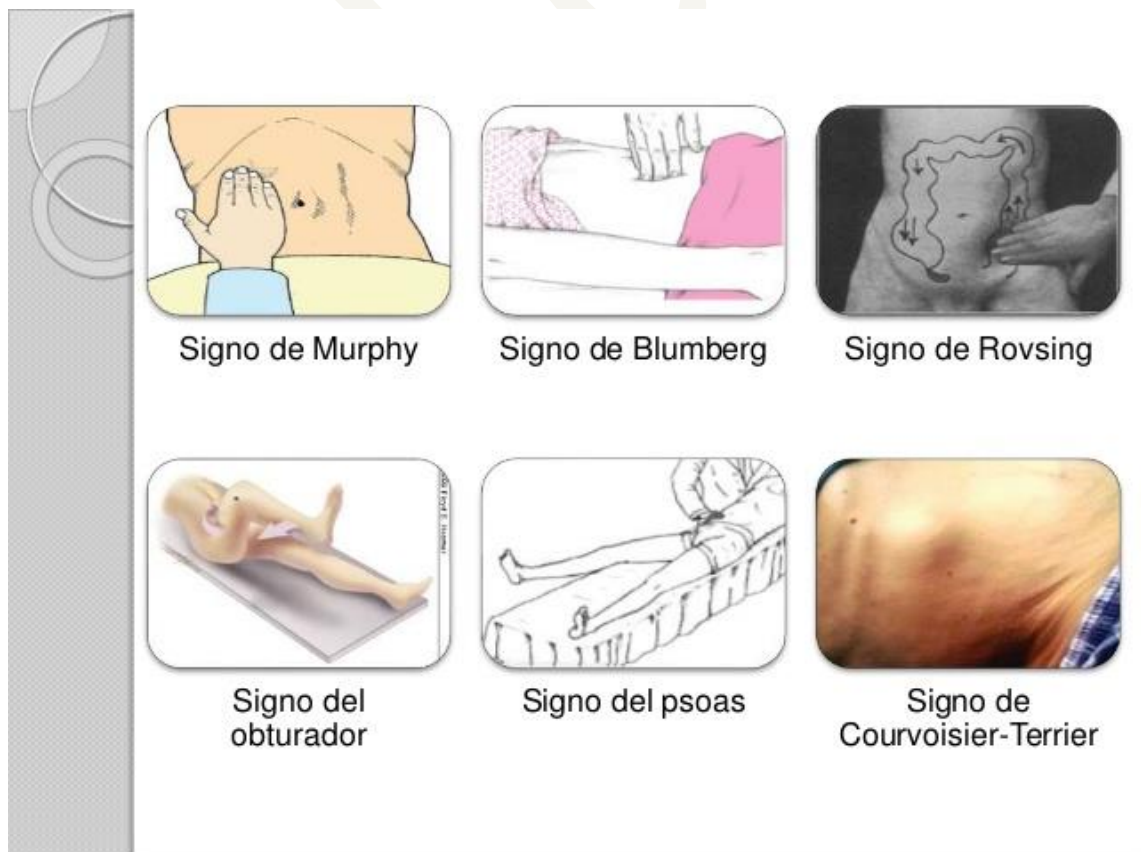 Signo de Murphy
Signo de Blumberg
Signo de Rovsing
Signo del
obturador
Signo del psoas
Signo de
Courvoisier-Terrier